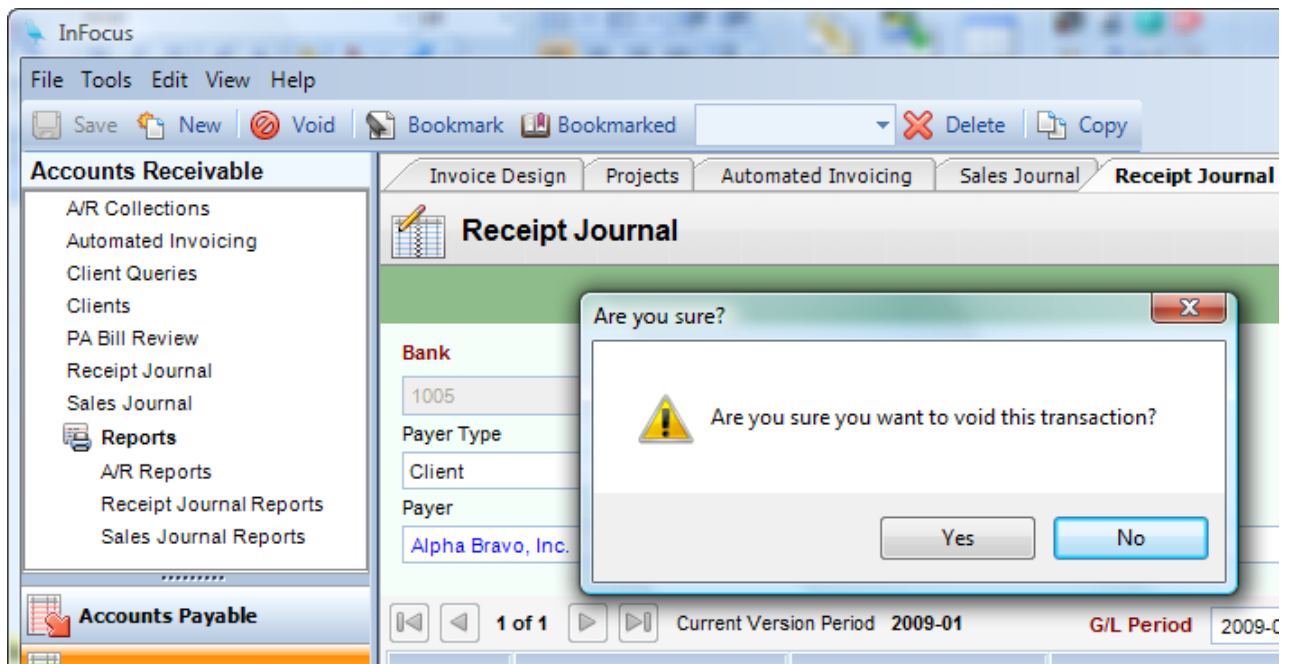 InFocus
File Tools Edit View Help
Save New Void Bookmark Bookmarked Delete Copy
Accounts Receivable
Invoice Design Projects Automated Invoicing Sales Journal Receipt Journal
A/R Collections
Automated Invoicing
Client Queries
Clients
PA Bill Review
Receipt Journal
Sales Journal
Reports
A/R Reports
Receipt Journal Reports
Sales Journal Reports
Accounts Payable
Receipt Journal
Bank
1005
Payer Type
Client
Payer
Alpha Bravo, Inc.
Are you sure?
Are you sure you want to void this transaction?
Yes No
1 of 1 Current Version Period 2009-01 G/L Period 2009-0